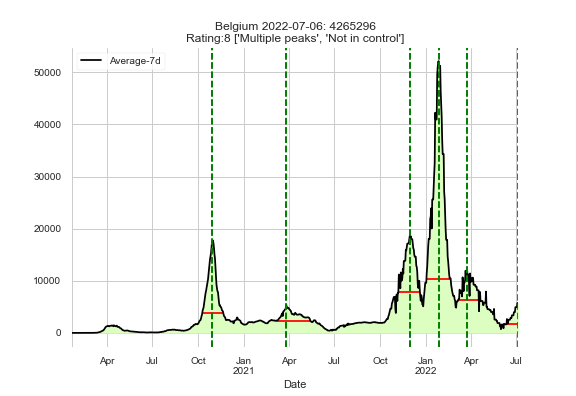 Belgium 2022-07-06: 4265296
Rating:8 ['Multiple peaks', 'Not in control']
Average-7d
50000
40000
30000
20000
10000
0
Apr Jul Oct Jan Apr Jul Oct Jan Apr Jul
2021 2022
Date